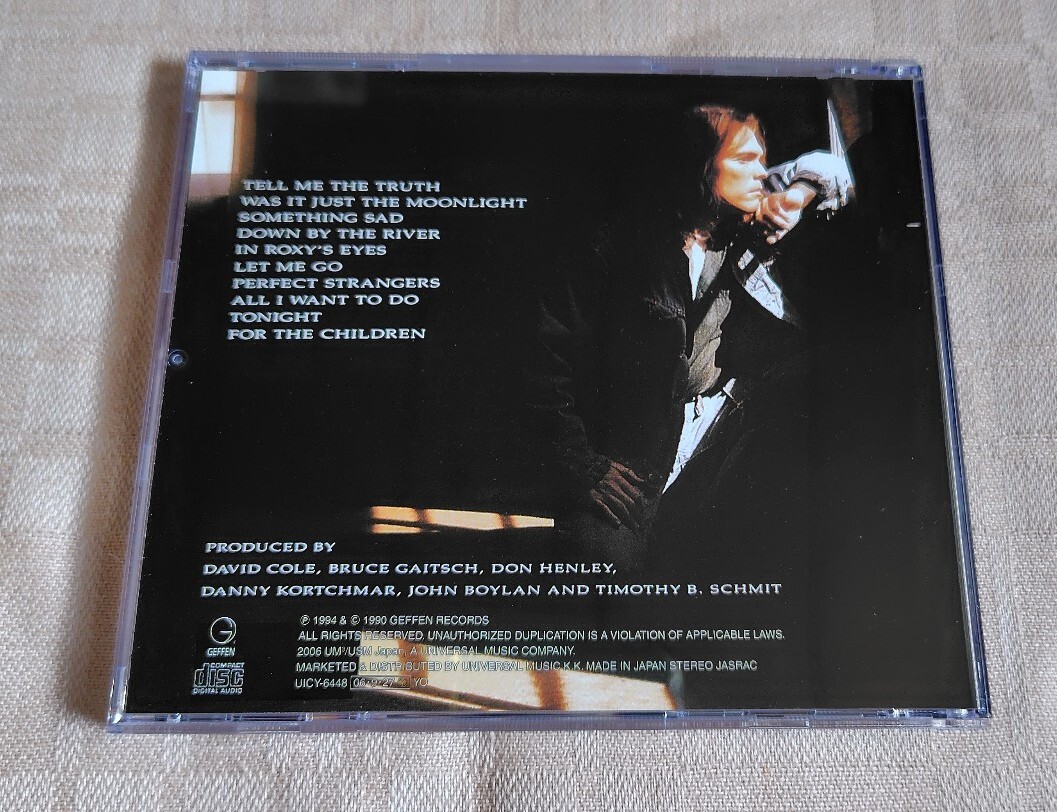 TELL ME THE TRUTH
WAS IT JUST THE MOONLIGHT
SOMETHING SAD
DOWN BY THE RIVER
IN ROXY'S EYES
LET ME GO
PERFECT STRANGERS
ALL I WANT TO DO
TONIGHT
FOR THE CHILDREN
PRODUCED BY
DAVID COLE, BRUCE GAITSCH, DON HENLEY,
DANNY KORTCHMAR, JOHN BOYLAN AND TIMOTHY B. SCHMIT
℗ 1994 & © 1990 GEFFEN RECORDS
ALL RIGHTS RESERVED. UNAUTHORIZED DUPLICATION IS A VIOLATION OF APPLICABLE LAWS.
2006 UM³/USM Japan, A UNIVERSAL MUSIC COMPANY.
MARKETED & DISTRIBUTED BY UNIVERSAL MUSIC K.K. MADE IN JAPAN STEREO JASRAC
UICY-6448 06·9·27 YO
G
GEFFEN
COMPACT
disc
DIGITAL AUDIO